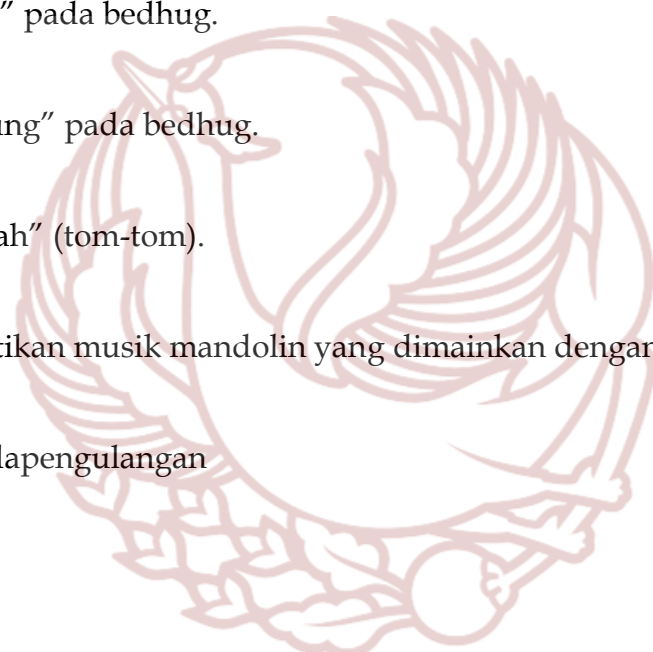 ” pada bedhug.
ung” pada bedhug.
ah” (tom-tom).
tikan musik mandolin yang dimainkan dengan
dapengulangan